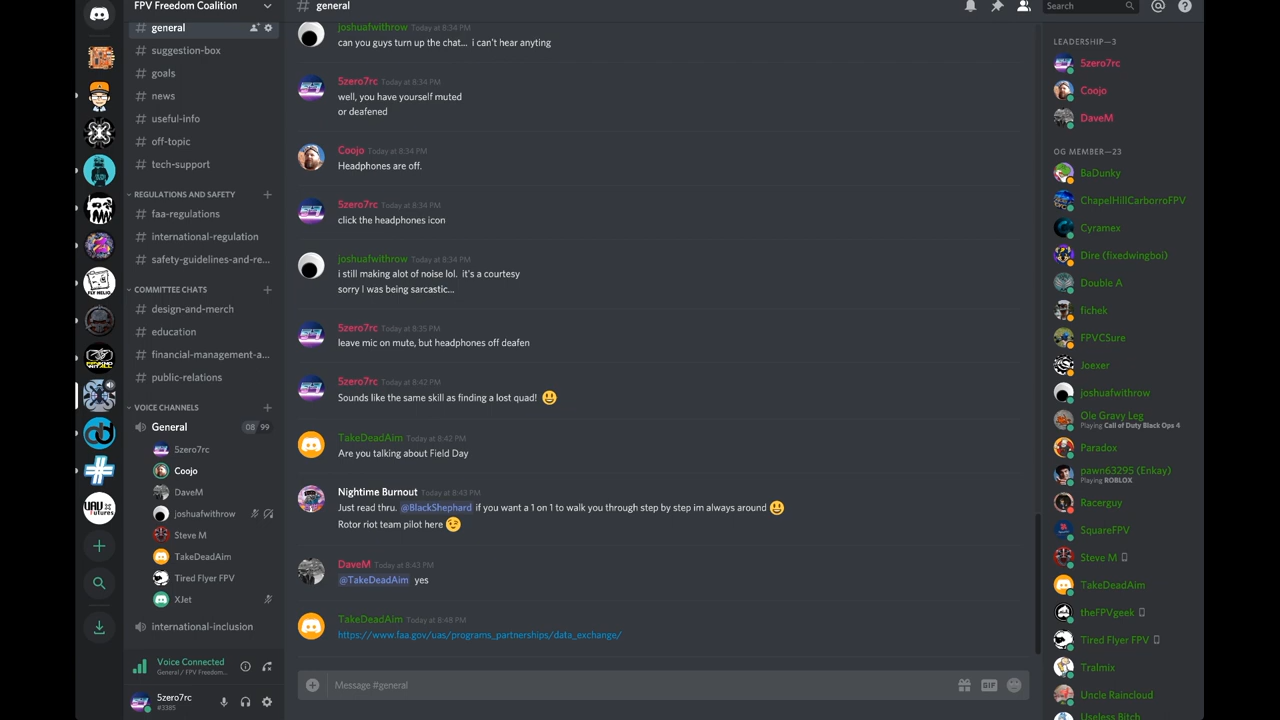 FPV Freedom Coalition
general
Search
general
suggestion-box
goals
news
useful-info
off-topic
tech-support
REGULATIONS AND SAFETY
faa-regulations
international-regulation
safety-guidelines-and-re...
COMMITTEE CHATS
design-and-merch
education
financial-management-a...
public-relations
VOICE CHANNELS
General 08 99
5zero7rc
Coojo
DaveM
joshuafwithrow
Steve M
TakeDeadAim
Tired Flyer FPV
XJet
international-inclusion
Voice Connected
General / FPV Freedom...
5zero7rc
#3385
joshuafwithrow Today at 8:34 PM
can you guys turn up the chat... i can't hear anyting
5zero7rc Today at 8:34 PM
well, you have yourself muted
or deafened
Coojo Today at 8:34 PM
Headphones are off.
5zero7rc Today at 8:34 PM
click the headphones icon
joshuafwithrow Today at 8:34 PM
i still making alot of noise lol. it's a courtesy
sorry I was being sarcastic...
5zero7rc Today at 8:35 PM
leave mic on mute, but headphones off deafen
5zero7rc Today at 8:42 PM
Sounds like the same skill as finding a lost quad!
TakeDeadAim Today at 8:42 PM
Are you talking about Field Day
Nightime Burnout Today at 8:43 PM
Just read thru. @BlackShephard if you want a 1 on 1 to walk you through step by step im always around
Rotor riot team pilot here
DaveM Today at 8:43 PM
@TakeDeadAim yes
TakeDeadAim Today at 8:48 PM
https://www.faa.gov/uas/programs_partnerships/data_exchange/
Message #general
GIF
LEADERSHIP—3
5zero7rc
Coojo
DaveM
OG MEMBER—23
BaDunky
ChapelHillCarborroFPV
Cyramex
Dire (fixedwingboi)
Double A
fichek
FPVCSure
Joexer
joshuafwithrow
Ole Gravy Leg
Playing Call of Duty Black Ops 4
Paradox
pawn63295 (Enkay)
Playing ROBLOX
Racerguy
SquareFPV
Steve M
TakeDeadAim
theFPVgeek
Tired Flyer FPV
Tralmix
Uncle Raincloud
Useless Bitch